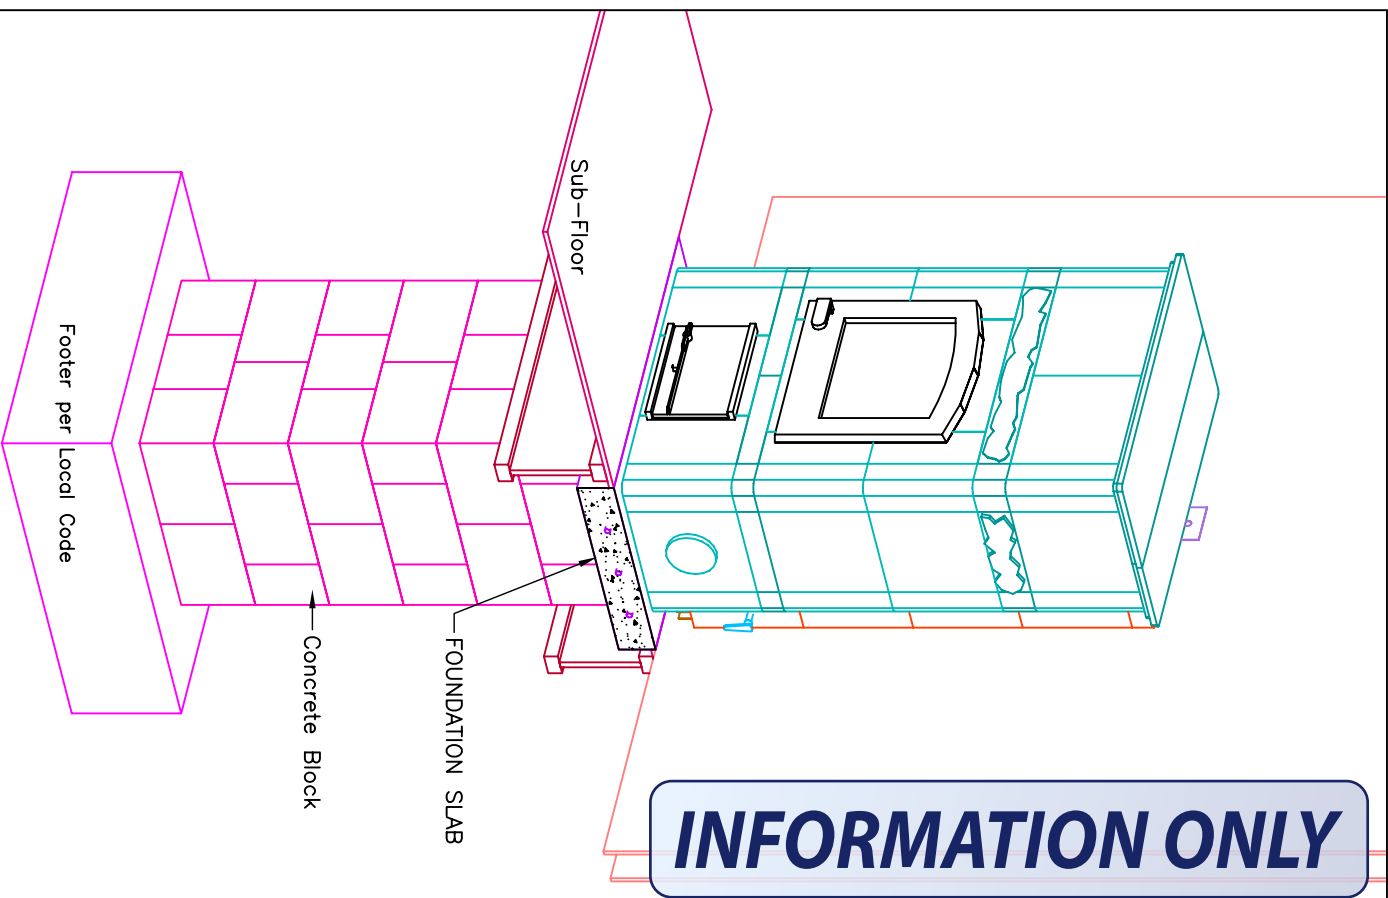 Sub-Floor
Footer per Local Code
Concrete Block
FOUNDATION SLAB
INFORMATION ONLY